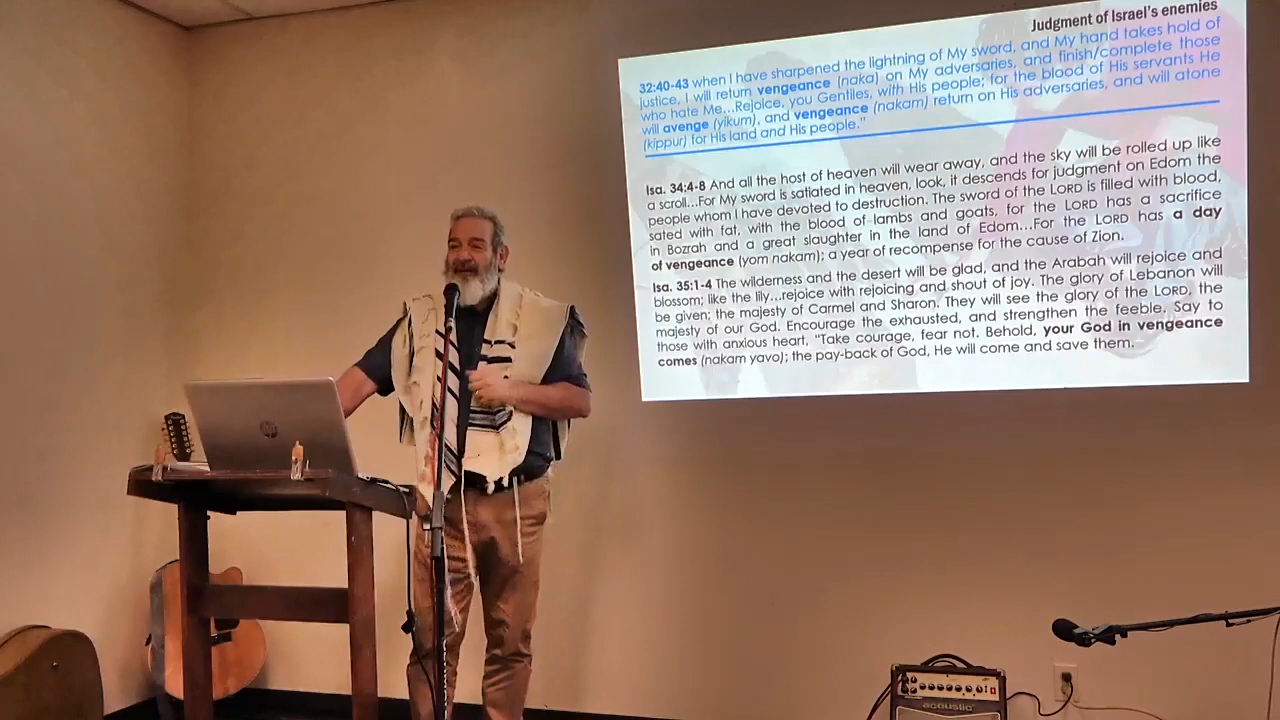 Judgment of Israel's enemies
32:40-43 when I have sharpened the lightning of My sword, and My hand takes hold of
justice, I will return vengeance (naka) on My adversaries, and finish/complete those
who hate Me...Rejoice, you Gentiles, with His people; for the blood of His servants He
will avenge (yikum), and vengeance (nakam) return on His adversaries, and will atone
(kippur) for His land and His people."
Isa. 34:4-8 And all the host of heaven will wear away, and the sky will be rolled up like
a scroll...For My sword is satiated in heaven, look, it descends for judgment on Edom the
people whom I have devoted to destruction. The sword of the LORD is filled with blood,
sated with fat, with the blood of lambs and goats, for the LORD has a sacrifice
in Bozrah and a great slaughter in the land of Edom...For the LORD has a day
of vengeance (yom nakam); a year of recompense for the cause of Zion.
Isa. 35:1-4 The wilderness and the desert will be glad, and the Arabah will rejoice and
blossom; like the lily...rejoice with rejoicing and shout of joy. The glory of Lebanon will
be given; the majesty of Carmel and Sharon. They will see the glory of the LORD, the
majesty of our God. Encourage the exhausted, and strengthen the feeble. Say to
those with anxious heart, "Take courage, fear not. Behold, your God in vengeance
comes (nakam yavo); the pay-back of God, He will come and save them.
hp
acoustic